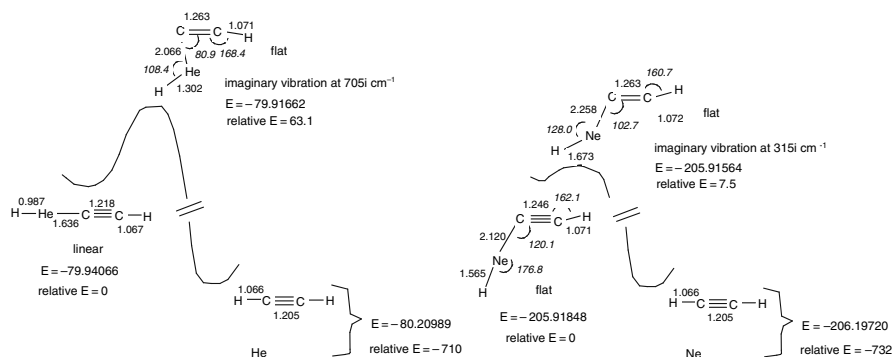 1.263
C C 1.071
H
2.066 80.9 168.4 flat
108.4 He
H 1.302 imaginary vibration at 705i cm–1
E = –79.91662
relative E = 63.1
0.987 1.218
H He C C H
1.636 1.067
linear
E = –79.94066
relative E = 0
1.066
H C C H
1.205
He
E = –80.20989
relative E = –710
1.263 160.7
C C H
2.258
1.072 flat
128.0 Ne 102.7
H
1.673
imaginary vibration at 315i cm –1
E = –205.91564
relative E = 7.5
1.246 162.1
C C H
1.071
2.120 120.1
Ne
1.565 176.8
H flat
E = –205.91848
relative E = 0
1.066
H C C H
1.205
Ne
E = –206.19720
relative E = –732